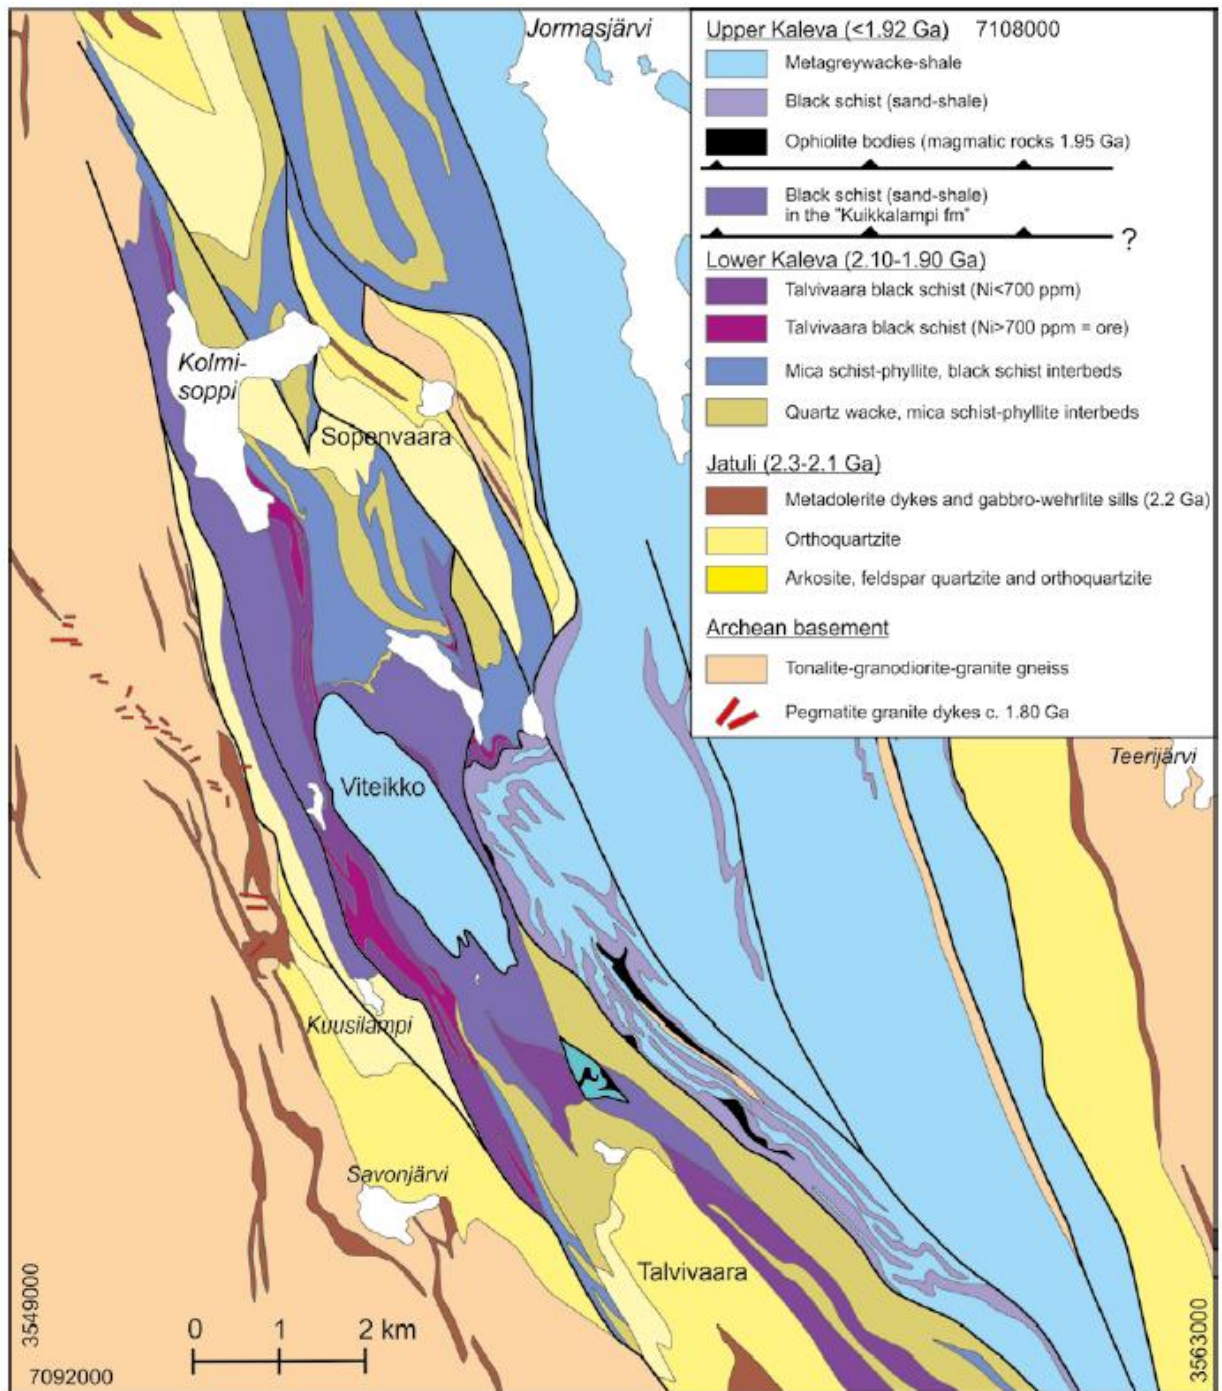 Jormasjärvi
Upper Kaleva (<1.92 Ga) 7108000
Metagreywacke-shale
Black schist (sand-shale)
Ophiolite bodies (magmatic rocks 1.95 Ga)
Black schist (sand-shale)
in the "Kuikkalampi fm"
?
Lower Kaleva (2.10-1.90 Ga)
Talvivaara black schist (Ni<700 ppm)
Talvivaara black schist (Ni>700 ppm = ore)
Mica schist-phyllite, black schist interbeds
Quartz wacke, mica schist-phyllite interbeds
Jatuli (2.3-2.1 Ga)
Metadolerite dykes and gabbro-wehrlite sills (2.2 Ga)
Orthoquartzite
Arkosite, feldspar quartzite and orthoquartzite
Archean basement
Tonalite-granodiorite-granite gneiss
Pegmatite granite dykes c. 1.80 Ga
Kolmi-
soppi
Sopenvaara
Teerijärvi
Viteikko
Kuusilampi
Savonjärvi
Talvivaara
3549000
0 1 2 km
7092000
3563000